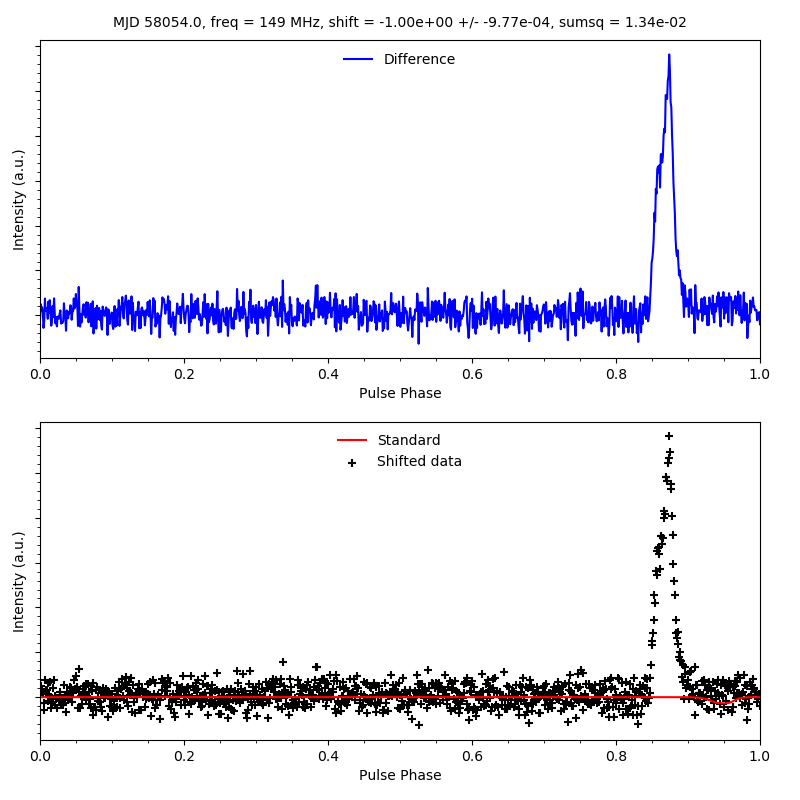 MJD 58054.0, freq = 149 MHz, shift = -1.00e+00 +/- -9.77e-04, sumsq = 1.34e-02
Difference
Intensity (a.u.)
0.0 0.2 0.4 0.6 0.8 1.0
Pulse Phase
Standard
Shifted data
Intensity (a.u.)
0.0 0.2 0.4 0.6 0.8 1.0
Pulse Phase